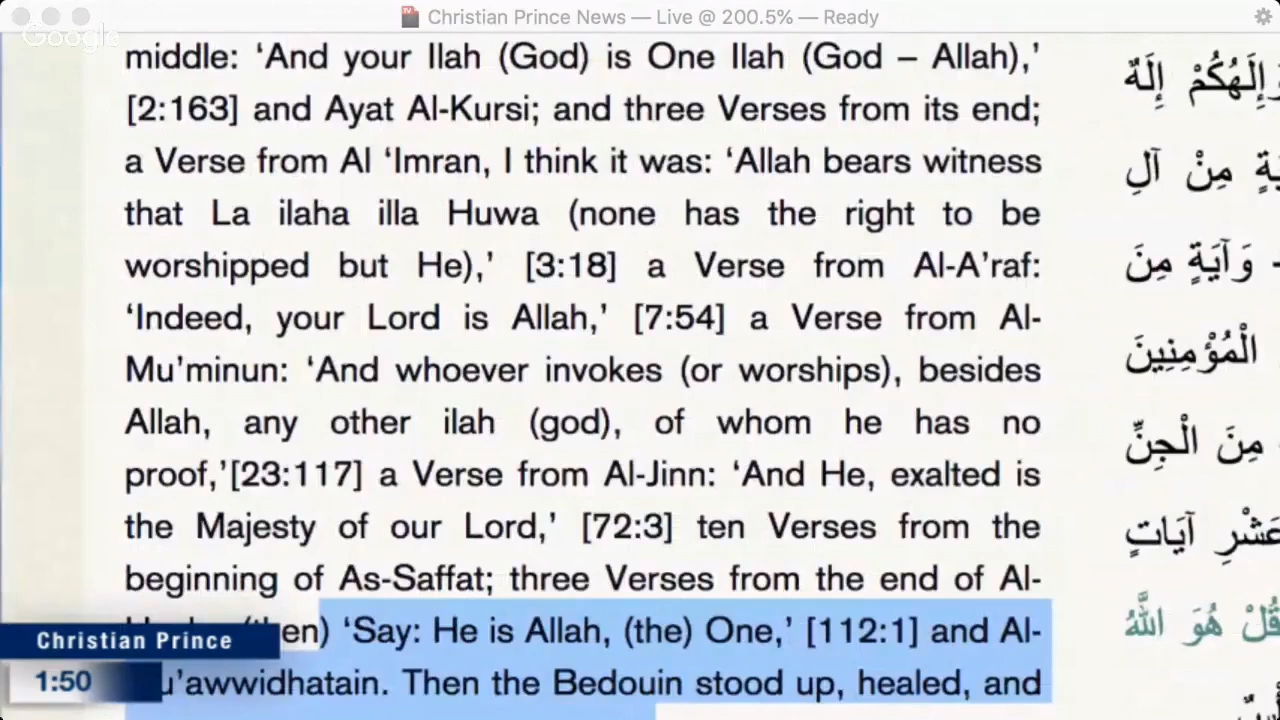 Christian Prince News — Live @ 200.5% — Ready
Google
middle: ‘And your Ilah (God) is One Ilah (God – Allah),’
[2:163] and Ayat Al-Kursi; and three Verses from its end;
a Verse from Al ‘Imran, I think it was: ‘Allah bears witness
that La ilaha illa Huwa (none has the right to be
worshipped but He),’ [3:18] a Verse from Al-A’raf:
‘Indeed, your Lord is Allah,’ [7:54] a Verse from Al-
Mu’minun: ‘And whoever invokes (or worships), besides
Allah, any other ilah (god), of whom he has no
proof,’[23:117] a Verse from Al-Jinn: ‘And He, exalted is
the Majesty of our Lord,’ [72:3] ten Verses from the
beginning of As-Saffat; three Verses from the end of Al-
‘Say: He is Allah, (the) One,’ [112:1] and Al-
u’awwidhatain. Then the Bedouin stood up, healed, and
وَإِلَهُكُمْ إِلَهٌ
مِنْ آلِ
وَآيَةٍ مِنَ
الْمُؤْمِنِينَ
مِنَ الْجِنِّ
عَشْرِ آيَاتٍ
قُلْ هُوَ اللَّهُ
Christian Prince
1:50